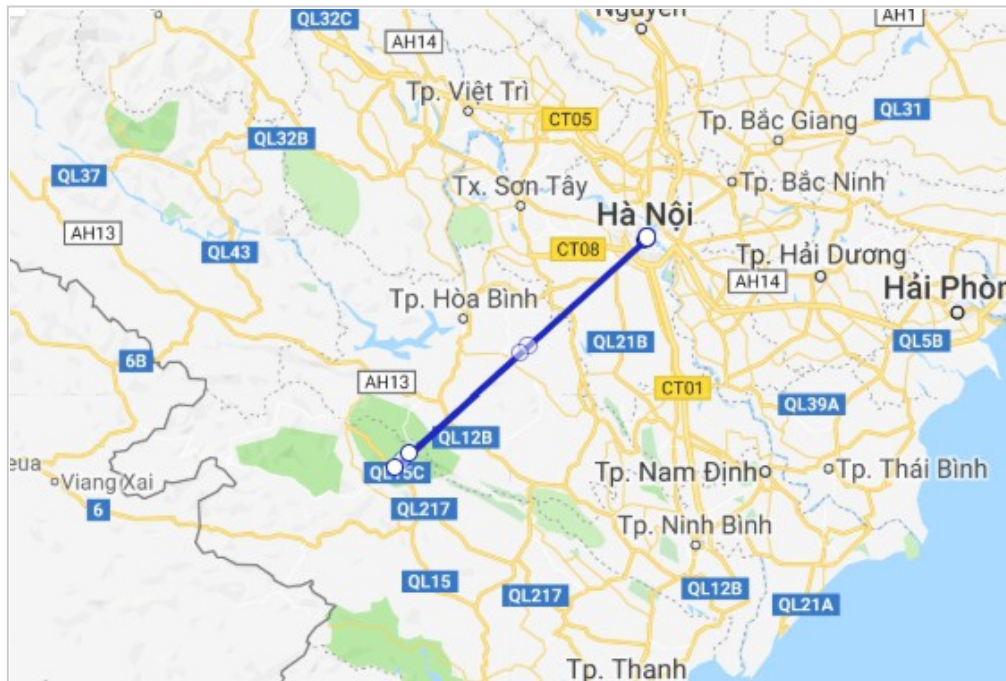 QL32C
Nguyên
AH1
AH14
Tp. Việt Trì
CT05
QL31
QL32B
Tp. Bắc Giang
QL37
Tx. Sơn Tây
Tp. Bắc Ninh
AH13
Hà Nội
QL43
CT08
Tp. Hải Dương
AH14
Hải Phòn
Tp. Hòa Bình
QL21B
QL5B
6B
AH13
CT01
QL39A
QL12B
eua
Viang Xai
QL15C
Tp. Nam Định
Tp. Thái Bình
6
QL217
Tp. Ninh Bình
QL15
QL217
QL12B
QL21A
Tp. Thanh